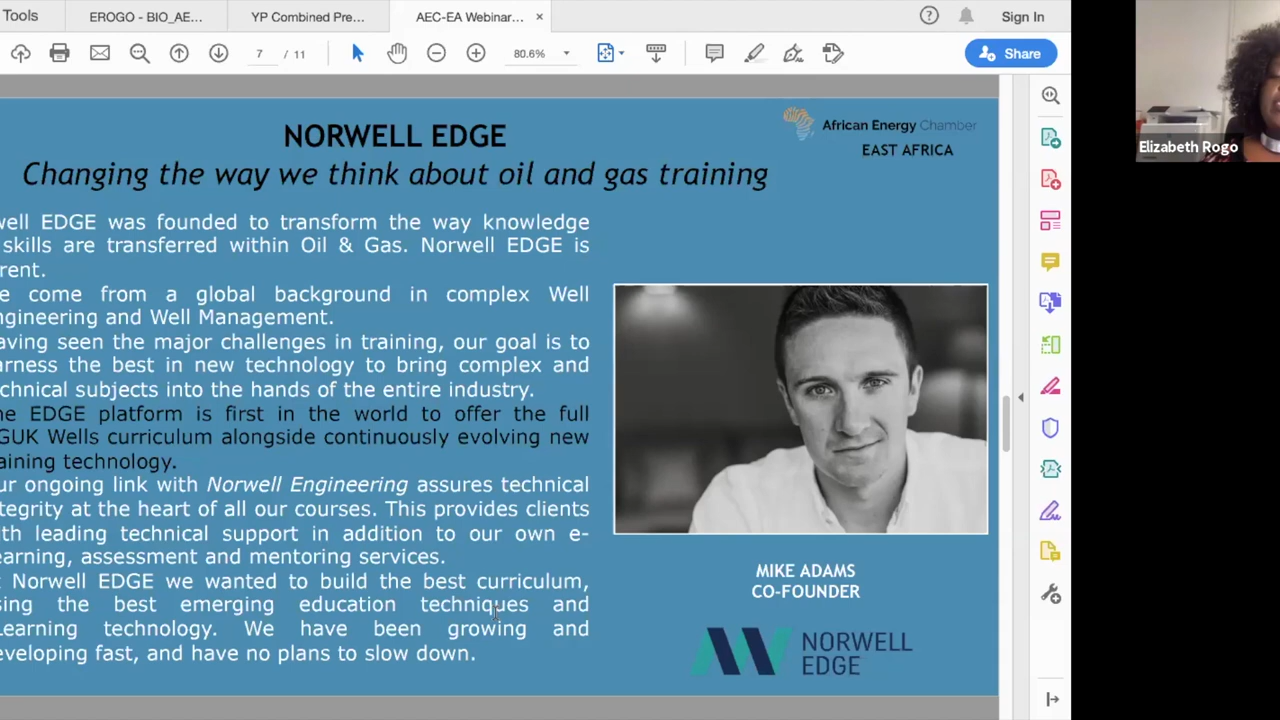 Tools
EROGO - BIO_AE...
YP Combined Pre...
AEC-EA Webinar...
Sign In
7 / 11
80.6%
Share
NORWELL EDGE
Changing the way we think about oil and gas training
African Energy Chamber
EAST AFRICA
well EDGE was founded to transform the way knowledge
skills are transferred within Oil & Gas. Norwell EDGE is
rent.
e come from a global background in complex Well
ngineering and Well Management.
aving seen the major challenges in training, our goal is to
arness the best in new technology to bring complex and
chnical subjects into the hands of the entire industry.
he EDGE platform is first in the world to offer the full
GUK Wells curriculum alongside continuously evolving new
aining technology.
ur ongoing link with Norwell Engineering assures technical
tegrity at the heart of all our courses. This provides clients
th leading technical support in addition to our own e-
earning, assessment and mentoring services.
t Norwell EDGE we wanted to build the best curriculum,
sing the best emerging education techniques and
Learning technology. We have been growing and
eveloping fast, and have no plans to slow down.
MIKE ADAMS
CO-FOUNDER
NORWELL
EDGE
Elizabeth Rogo